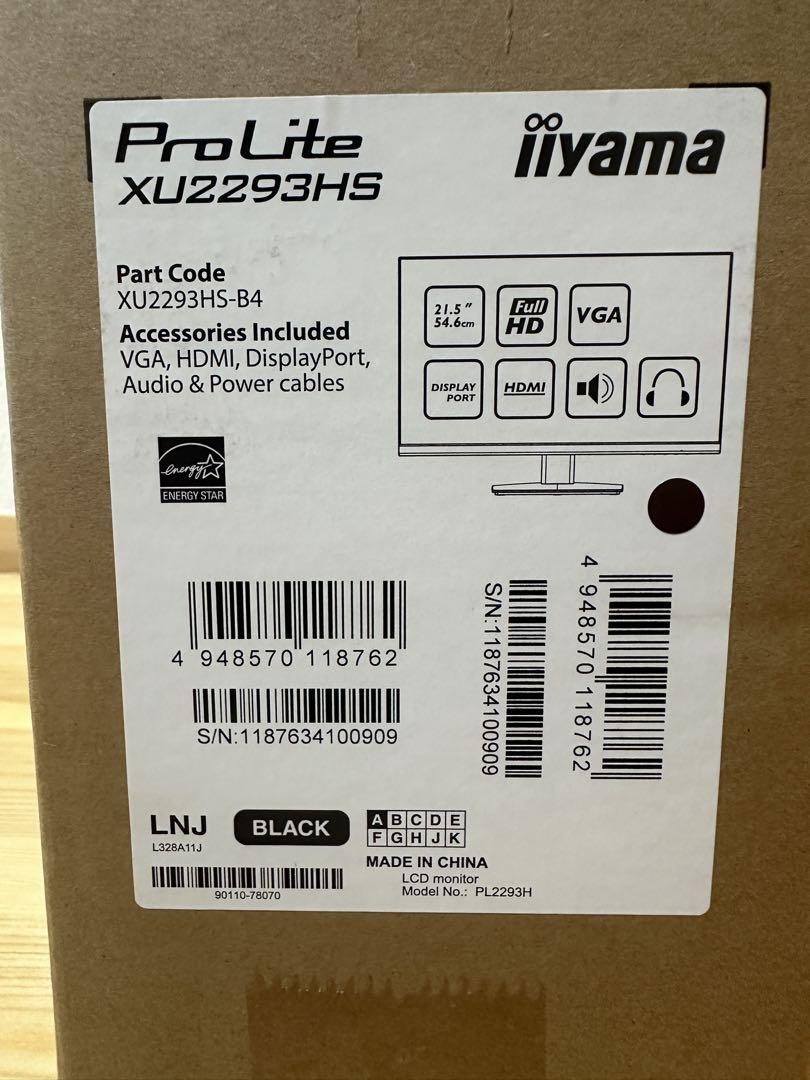 ProLite
XU2293HS
iiyama
Part Code
XU2293HS-B4
Accessories Included
VGA, HDMI, DisplayPort,
Audio & Power cables
21.5"
54.6cm
Full
HD
VGA
DISPLAY
PORT
HDMI
energy
ENERGY STAR
4 948570 118762
S/N:1187634100909
S/N:1187634100909
4 948570 118762
LNJ
L328A11J
BLACK
A B C D E
F G H J K
90110-78070
MADE IN CHINA
LCD monitor
Model No.: PL2293H